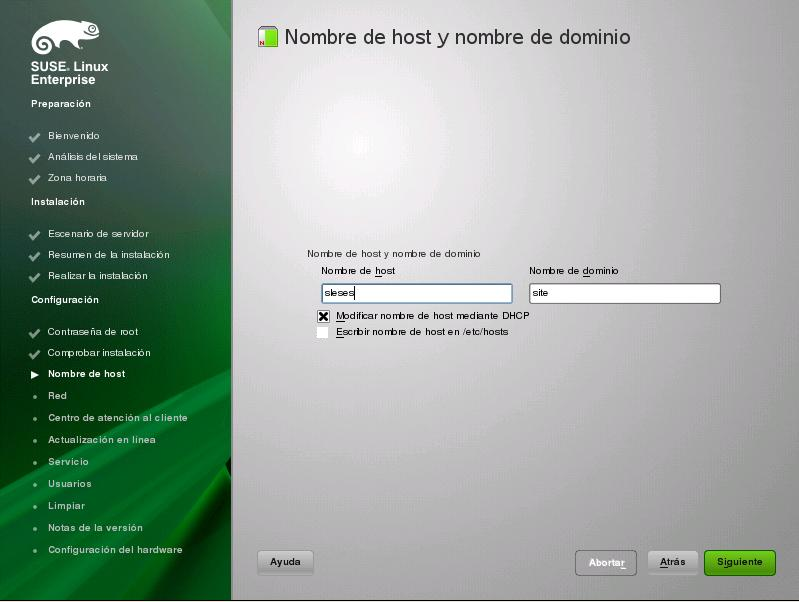 SUSE. Linux
Enterprise
Preparación
Bienvenido
Análisis del sistema
Zona horaria
Instalación
Escenario de servidor
Resumen de la instalación
Realizar la instalación
Configuración
Contraseña de root
Comprobar instalación
Nombre de host
Red
Centro de atención al cliente
Actualización en línea
Servicio
Usuarios
Limpiar
Notas de la versión
Configuración del hardware
N
Nombre de host y nombre de dominio
Nombre de host y nombre de dominio
Nombre de host Nombre de dominio
sleses site
Modificar nombre de host mediante DHCP
Escribir nombre de host en /etc/hosts
Ayuda Abortar Atrás Siguiente